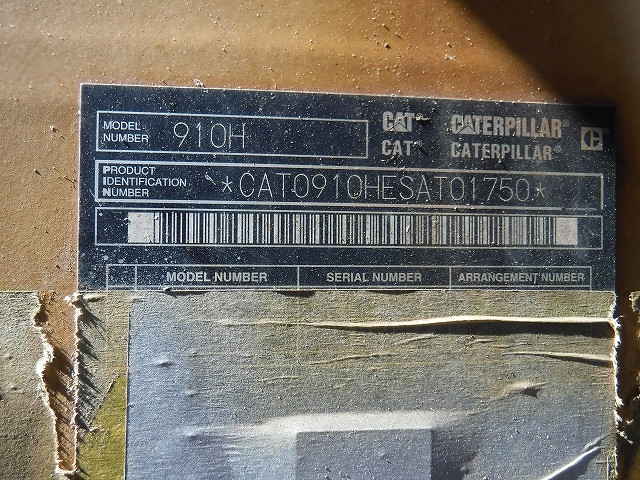 MODEL NUMBER 910H
CAT® CATERPILLAR®
CAT® CATERPILLAR®
PRODUCT IDENTIFICATION NUMBER *CAT0910HESAT01750*
MODEL NUMBER SERIAL NUMBER ARRANGEMENT NUMBER